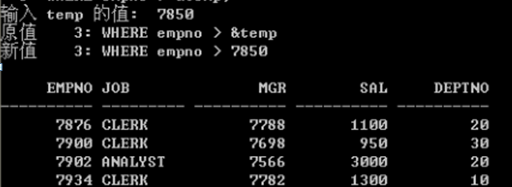 输入 temp 的值:  7850
原值    3: WHERE empno > &temp
新值    3: WHERE empno > 7850
EMPNO JOB              MGR        SAL     DEPTNO
---------- --------- ---------- ---------- ----------
7876 CLERK           7788       1100         20
7900 CLERK           7698        950         30
7902 ANALYST         7566       3000         20
7934 CLERK           7782       1300         10